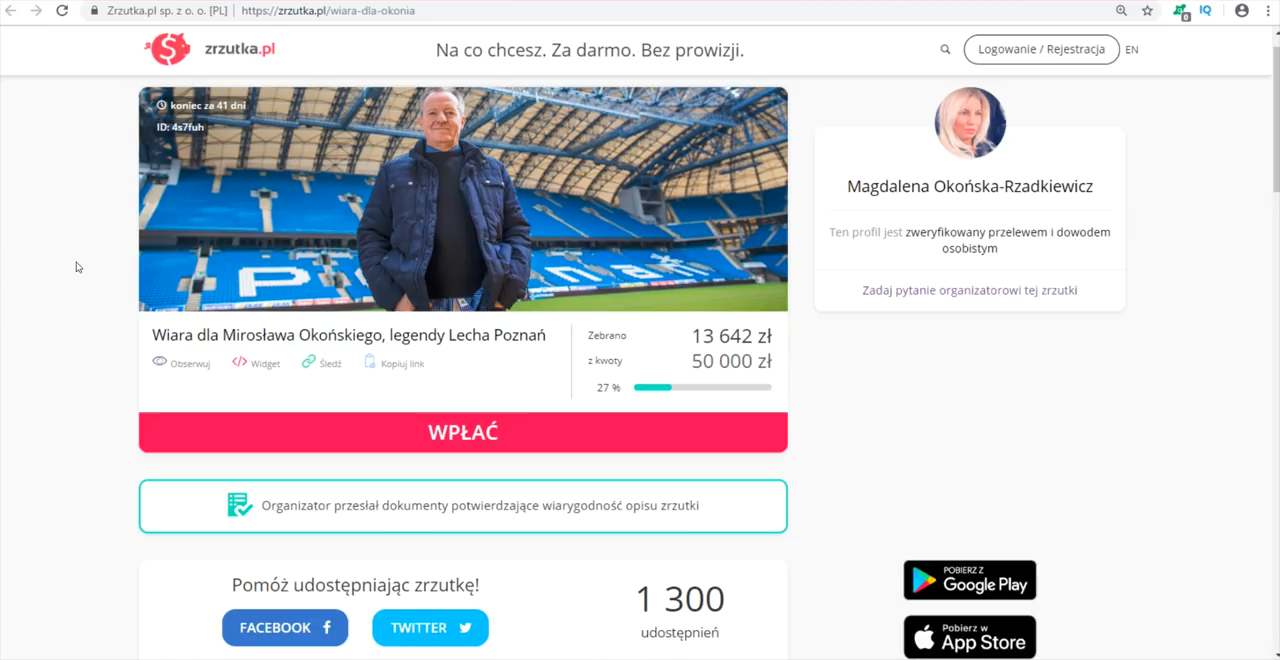 Zrzutka.pl sp. z o. o. [PL]
https://zrzutka.pl/wiara-dla-okonia
0
IQ
zrzutka.pl
Na co chcesz. Za darmo. Bez prowizji.
Logowanie / Rejestracja
EN
koniec za 41 dni
ID: 4s7fuh
Magdalena Okońska-Rzadkiewicz
Ten profil jest zweryfikowany przelewem i dowodem
osobistym
Zadaj pytanie organizatorowi tej zrzutki
Wiara dla Mirosława Okońskiego, legendy Lecha Poznań
Obserwuj
Widget
Śledź
Kopiuj link
Zebrano 13 642 zł
z kwoty 50 000 zł
27 %
WPŁAĆ
Organizator przesłał dokumenty potwierdzające wiarygodność opisu zrzutki
Pomóż udostępniając zrzutkę!
FACEBOOK
TWITTER
1 300
udostępnień
POBIERZ Z
Google Play
Pobierz w
App Store